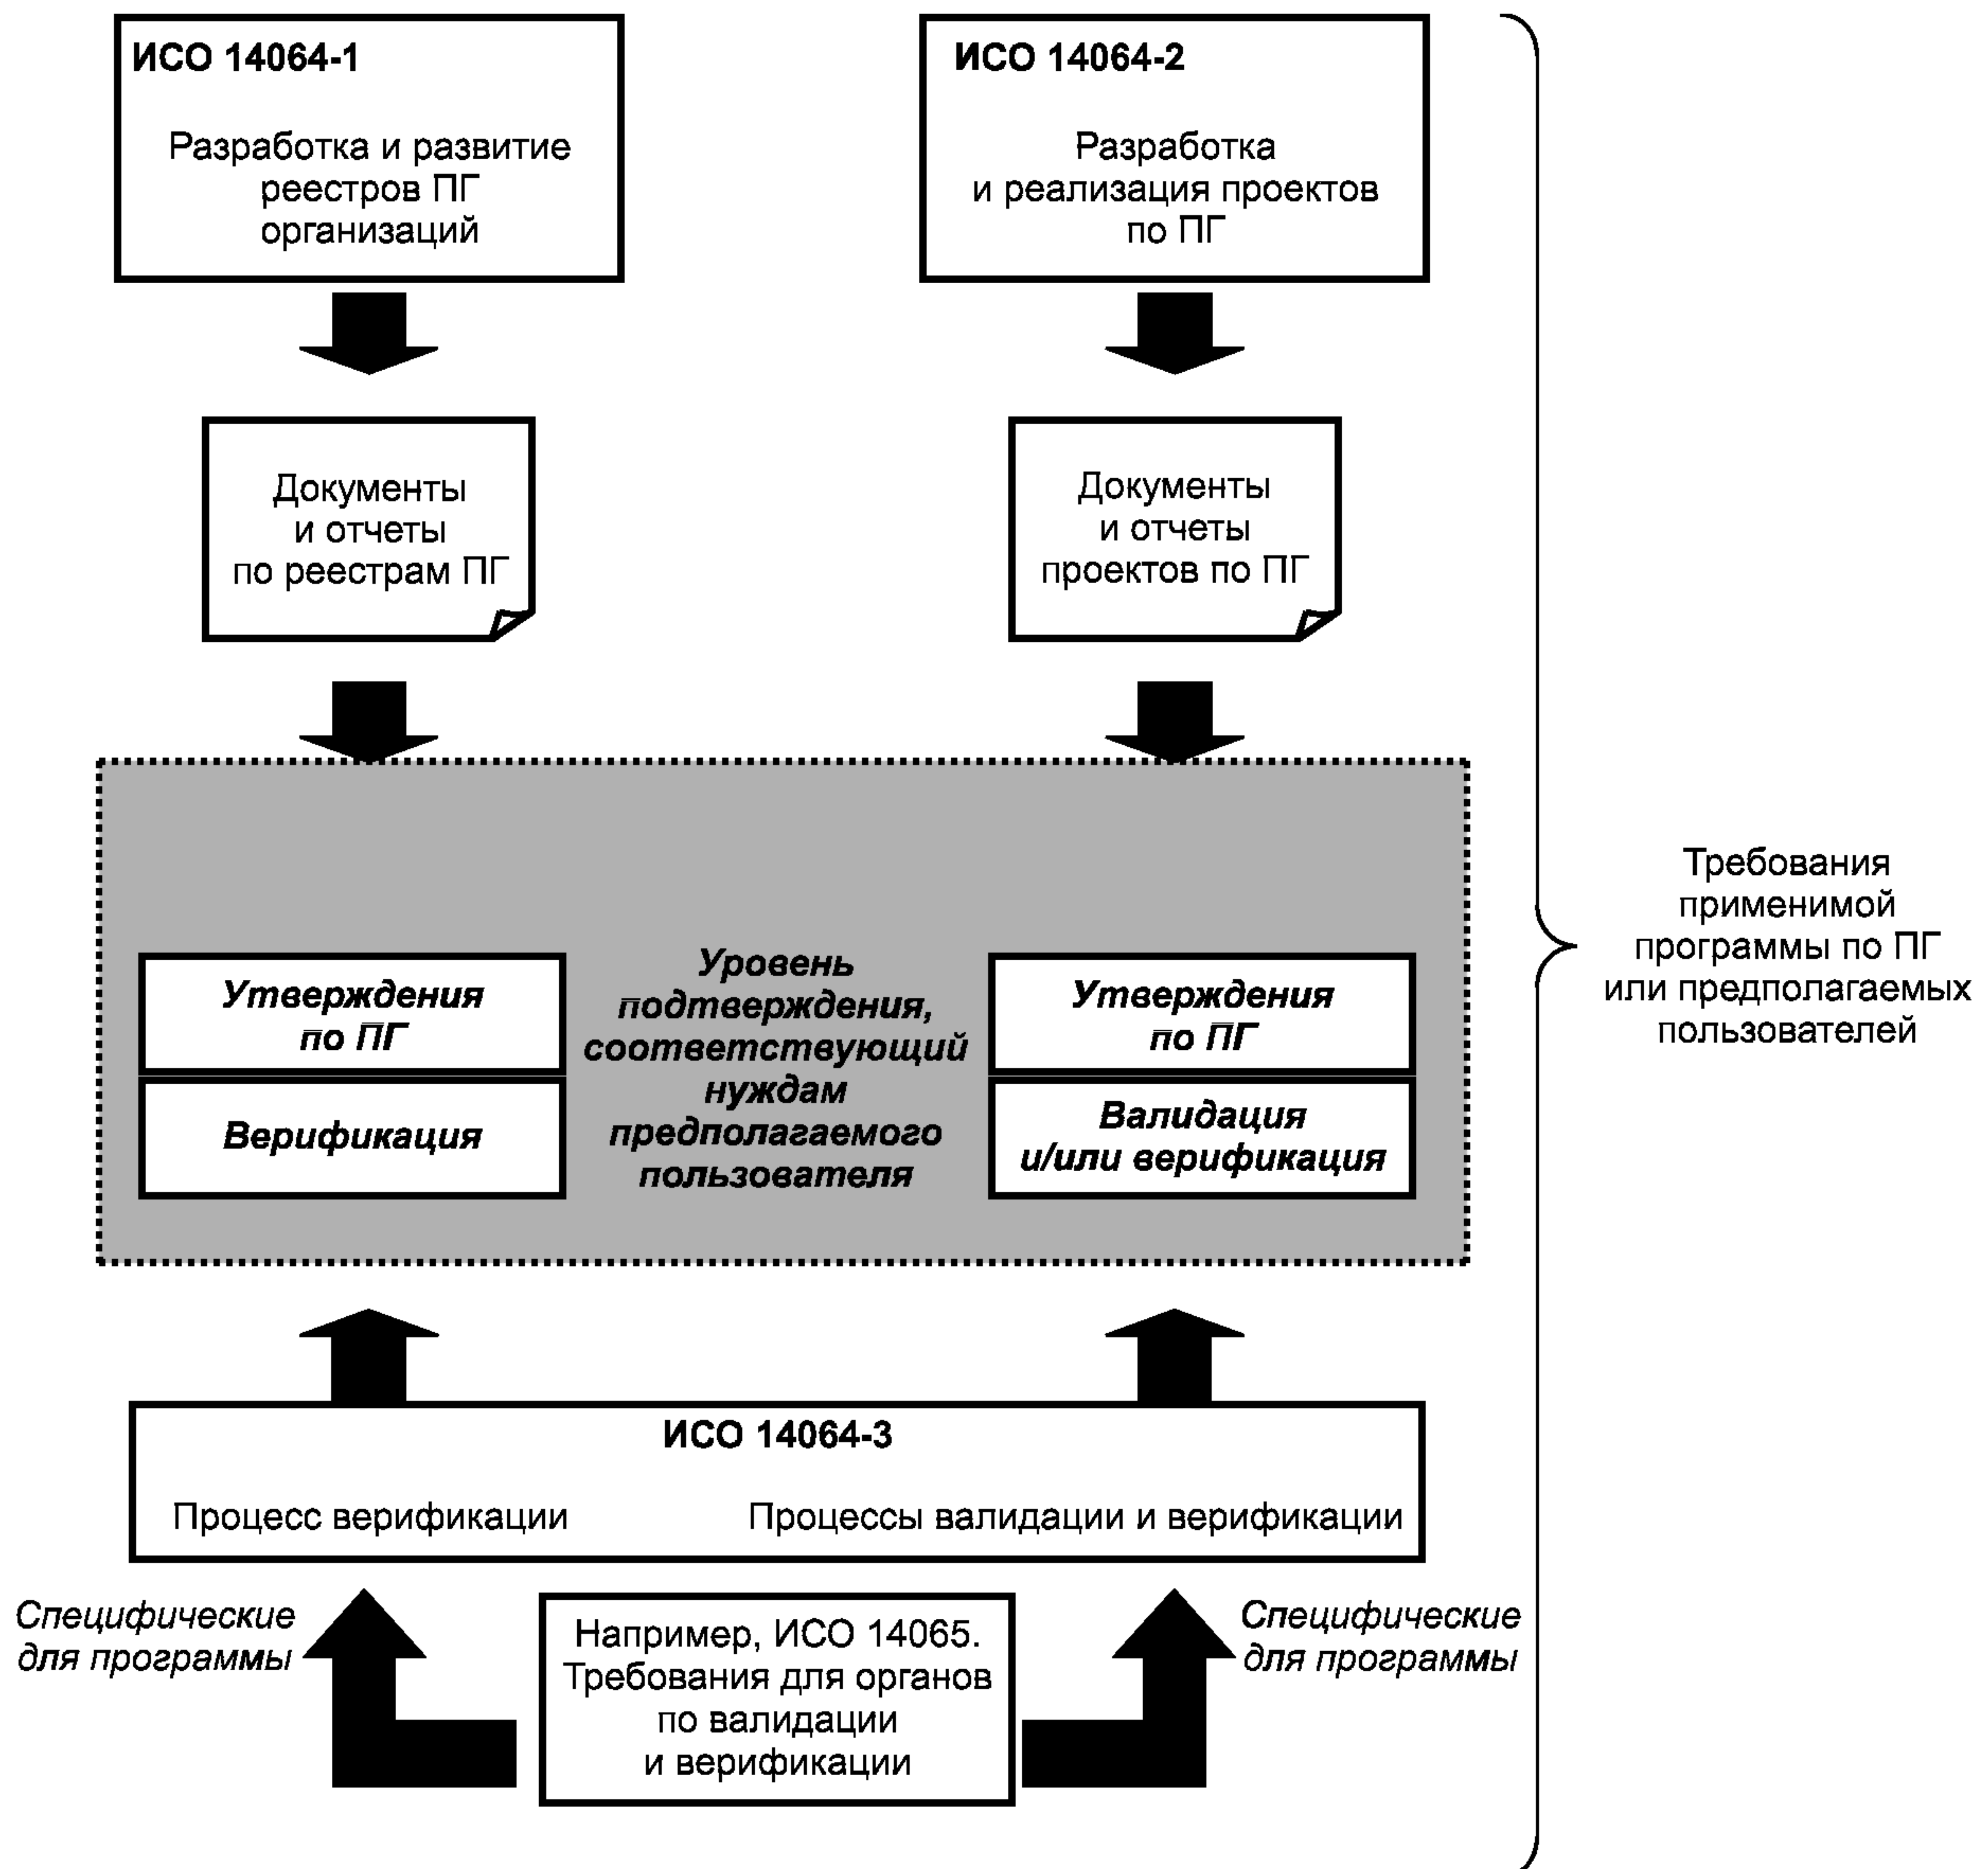 ИСО 14064-1
Разработка и развитие
реестров ПГ
организаций
ИСО 14064-2
Разработка
и реализация проектов
по ПГ
Документы
и отчеты
по реестрам ПГ
Документы
и отчеты
проектов по ПГ
Утверждения
по ПГ
Верификация
Уровень
подтверждения,
соответствующий
нуждам
предполагаемого
пользователя
Утверждения
по ПГ
Валидация
и/или верификация
Требования
применимой
программы по ПГ
или предполагаемых
пользователей
ИСО 14064-3
Процесс верификации
Процессы валидации и верификации
Специфические
для программы
Например, ИСО 14065.
Требования для органов
по валидации
и верификации
Специфические
для программы